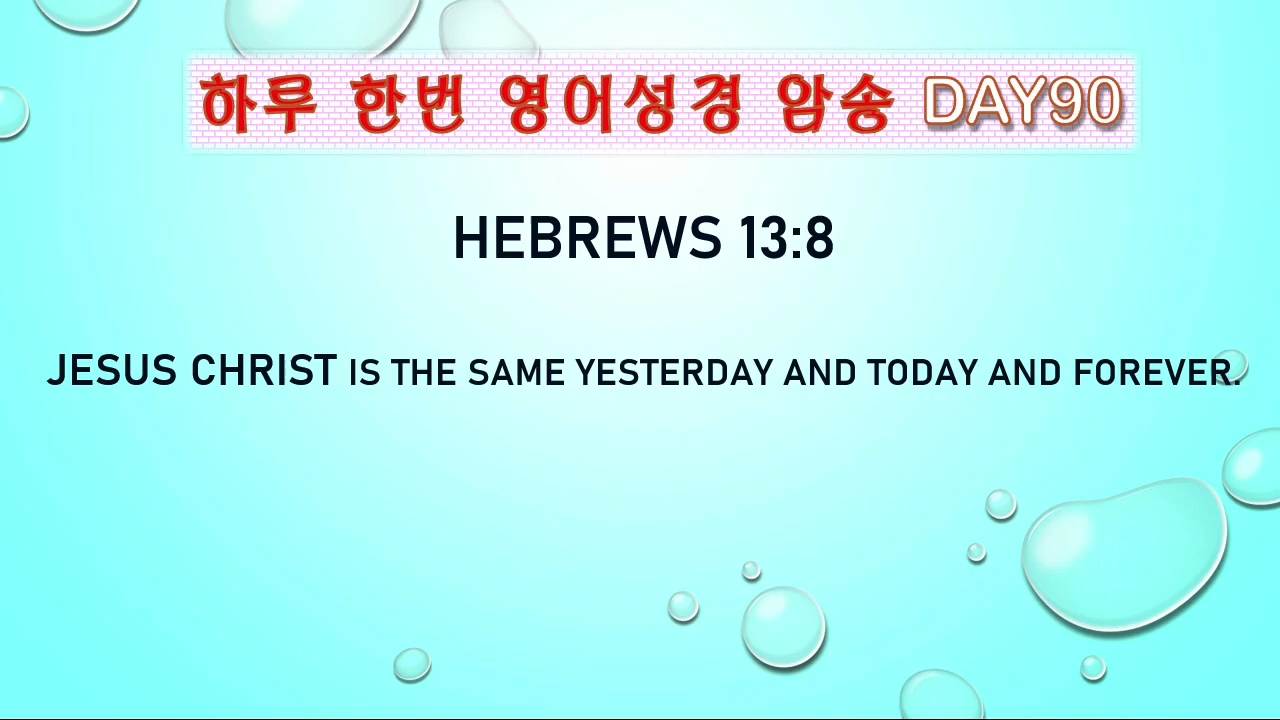 하루 한번 영어성경 암송 DAY90
HEBREWS 13:8
JESUS CHRIST IS THE SAME YESTERDAY AND TODAY AND FOREVER.